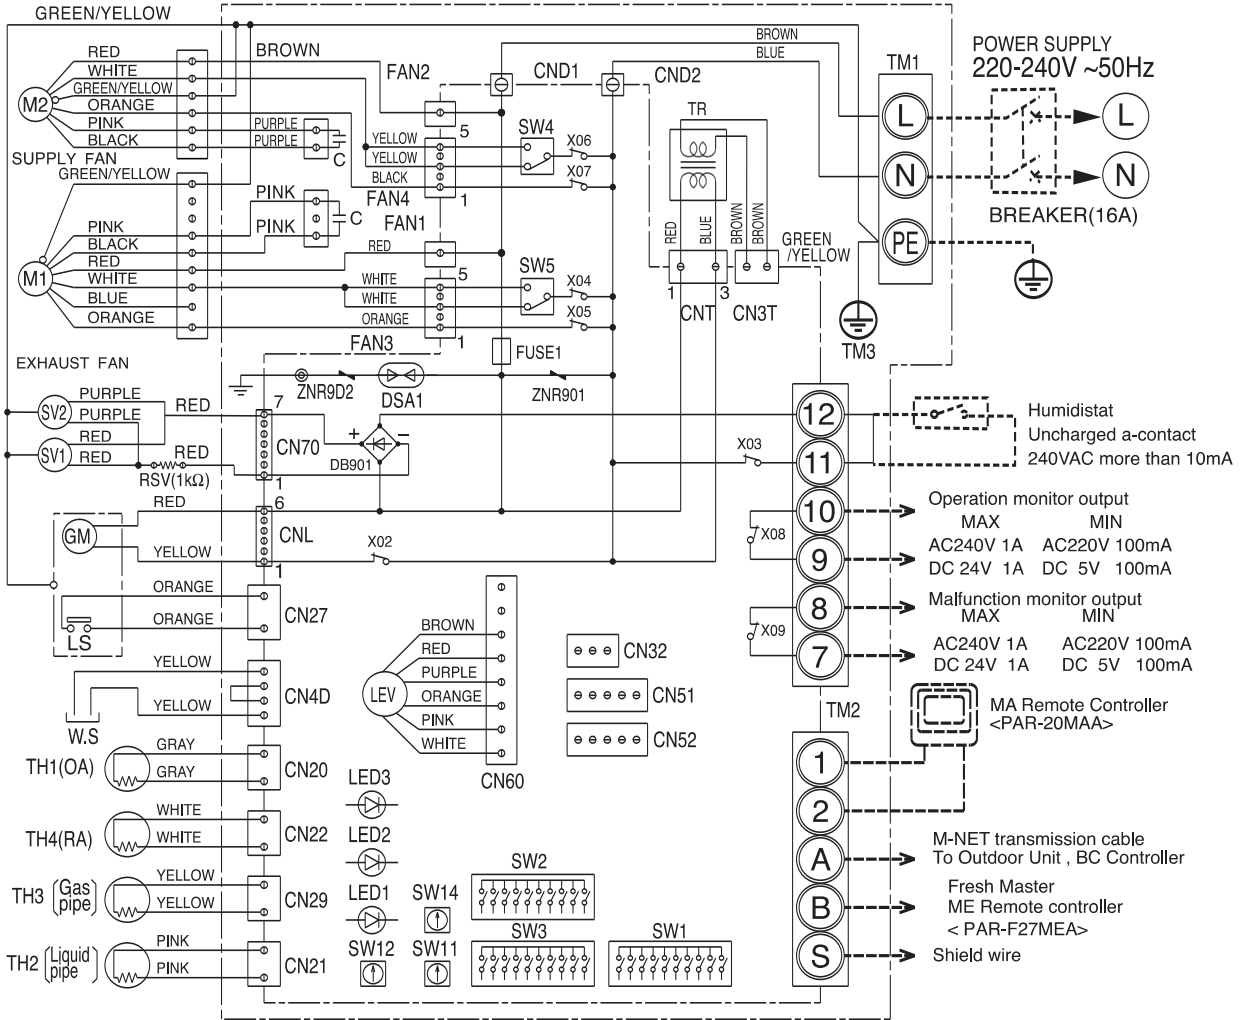 GREEN/YELLOW
RED
WHITE
GREEN/YELLOW
ORANGE
PINK
BLACK
M2
SUPPLY FAN
GREEN/YELLOW
BROWN
PURPLE
PURPLE
C
PINK
PINK
C
PINK
BLACK
RED
WHITE
BLUE
ORANGE
M1
EXHAUST FAN
FAN2
5
YELLOW
YELLOW
BLACK
FAN4
1
FAN1
RED
5
WHITE
WHITE
ORANGE
FAN3
1
CND1
CND2
SW4
X06
X07
SW5
X04
X05
FUSE1
BROWN
BLUE
TR
RED
BLUE
BROWN
BROWN
1
3
CNT
CN3T
GREEN
/YELLOW
TM1
L
N
PE
TM3
POWER SUPPLY
220-240V ~50Hz
L
N
BREAKER(16A)
ZNR9D2
DSA1
ZNR901
SV2
PURPLE
PURPLE
RED
SV1
RED
RED
RED
RSV(1kΩ)
7
CN70
1
+
−
DB901
X03
12
11
10
9
8
7
X08
X09
Humidistat
Uncharged a-contact
240VAC more than 10mA
Operation monitor output
MAX MIN
AC240V 1A AC220V 100mA
DC 24V 1A DC 5V 100mA
Malfunction monitor output
MAX MIN
AC240V 1A AC220V 100mA
DC 24V 1A DC 5V 100mA
RED
GM
YELLOW
6
CNL
1
X02
ORANGE
ORANGE
LS
CN27
YELLOW
YELLOW
W.S
CN4D
BROWN
RED
PURPLE
ORANGE
PINK
WHITE
LEV
CN60
CN32
CN51
CN52
TM2
1
2
A
B
S
MA Remote Controller
<PAR-20MAA>
M-NET transmission cable
To Outdoor Unit , BC Controller
Fresh Master
ME Remote controller
< PAR-F27MEA>
Shield wire
TH1(OA)
GRAY
GRAY
CN20
TH4(RA)
WHITE
WHITE
CN22
TH3 (Gas
pipe)
YELLOW
YELLOW
CN29
TH2 [Liquid
pipe]
PINK
PINK
CN21
LED3
LED2
LED1
SW14
SW12
SW11
SW2
SW3
SW1